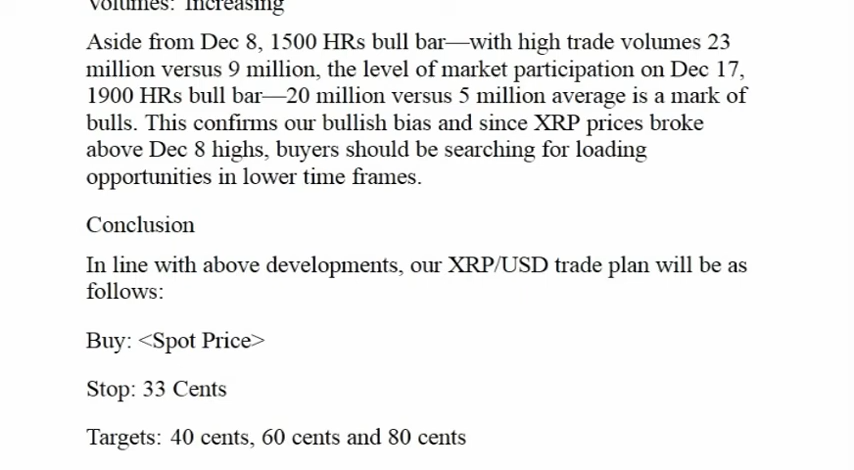 Volumes: Increasing
Aside from Dec 8, 1500 HRs bull bar—with high trade volumes 23
million versus 9 million, the level of market participation on Dec 17,
1900 HRs bull bar—20 million versus 5 million average is a mark of
bulls. This confirms our bullish bias and since XRP prices broke
above Dec 8 highs, buyers should be searching for loading
opportunities in lower time frames.
Conclusion
In line with above developments, our XRP/USD trade plan will be as
follows:
Buy: <Spot Price>
Stop: 33 Cents
Targets: 40 cents, 60 cents and 80 cents